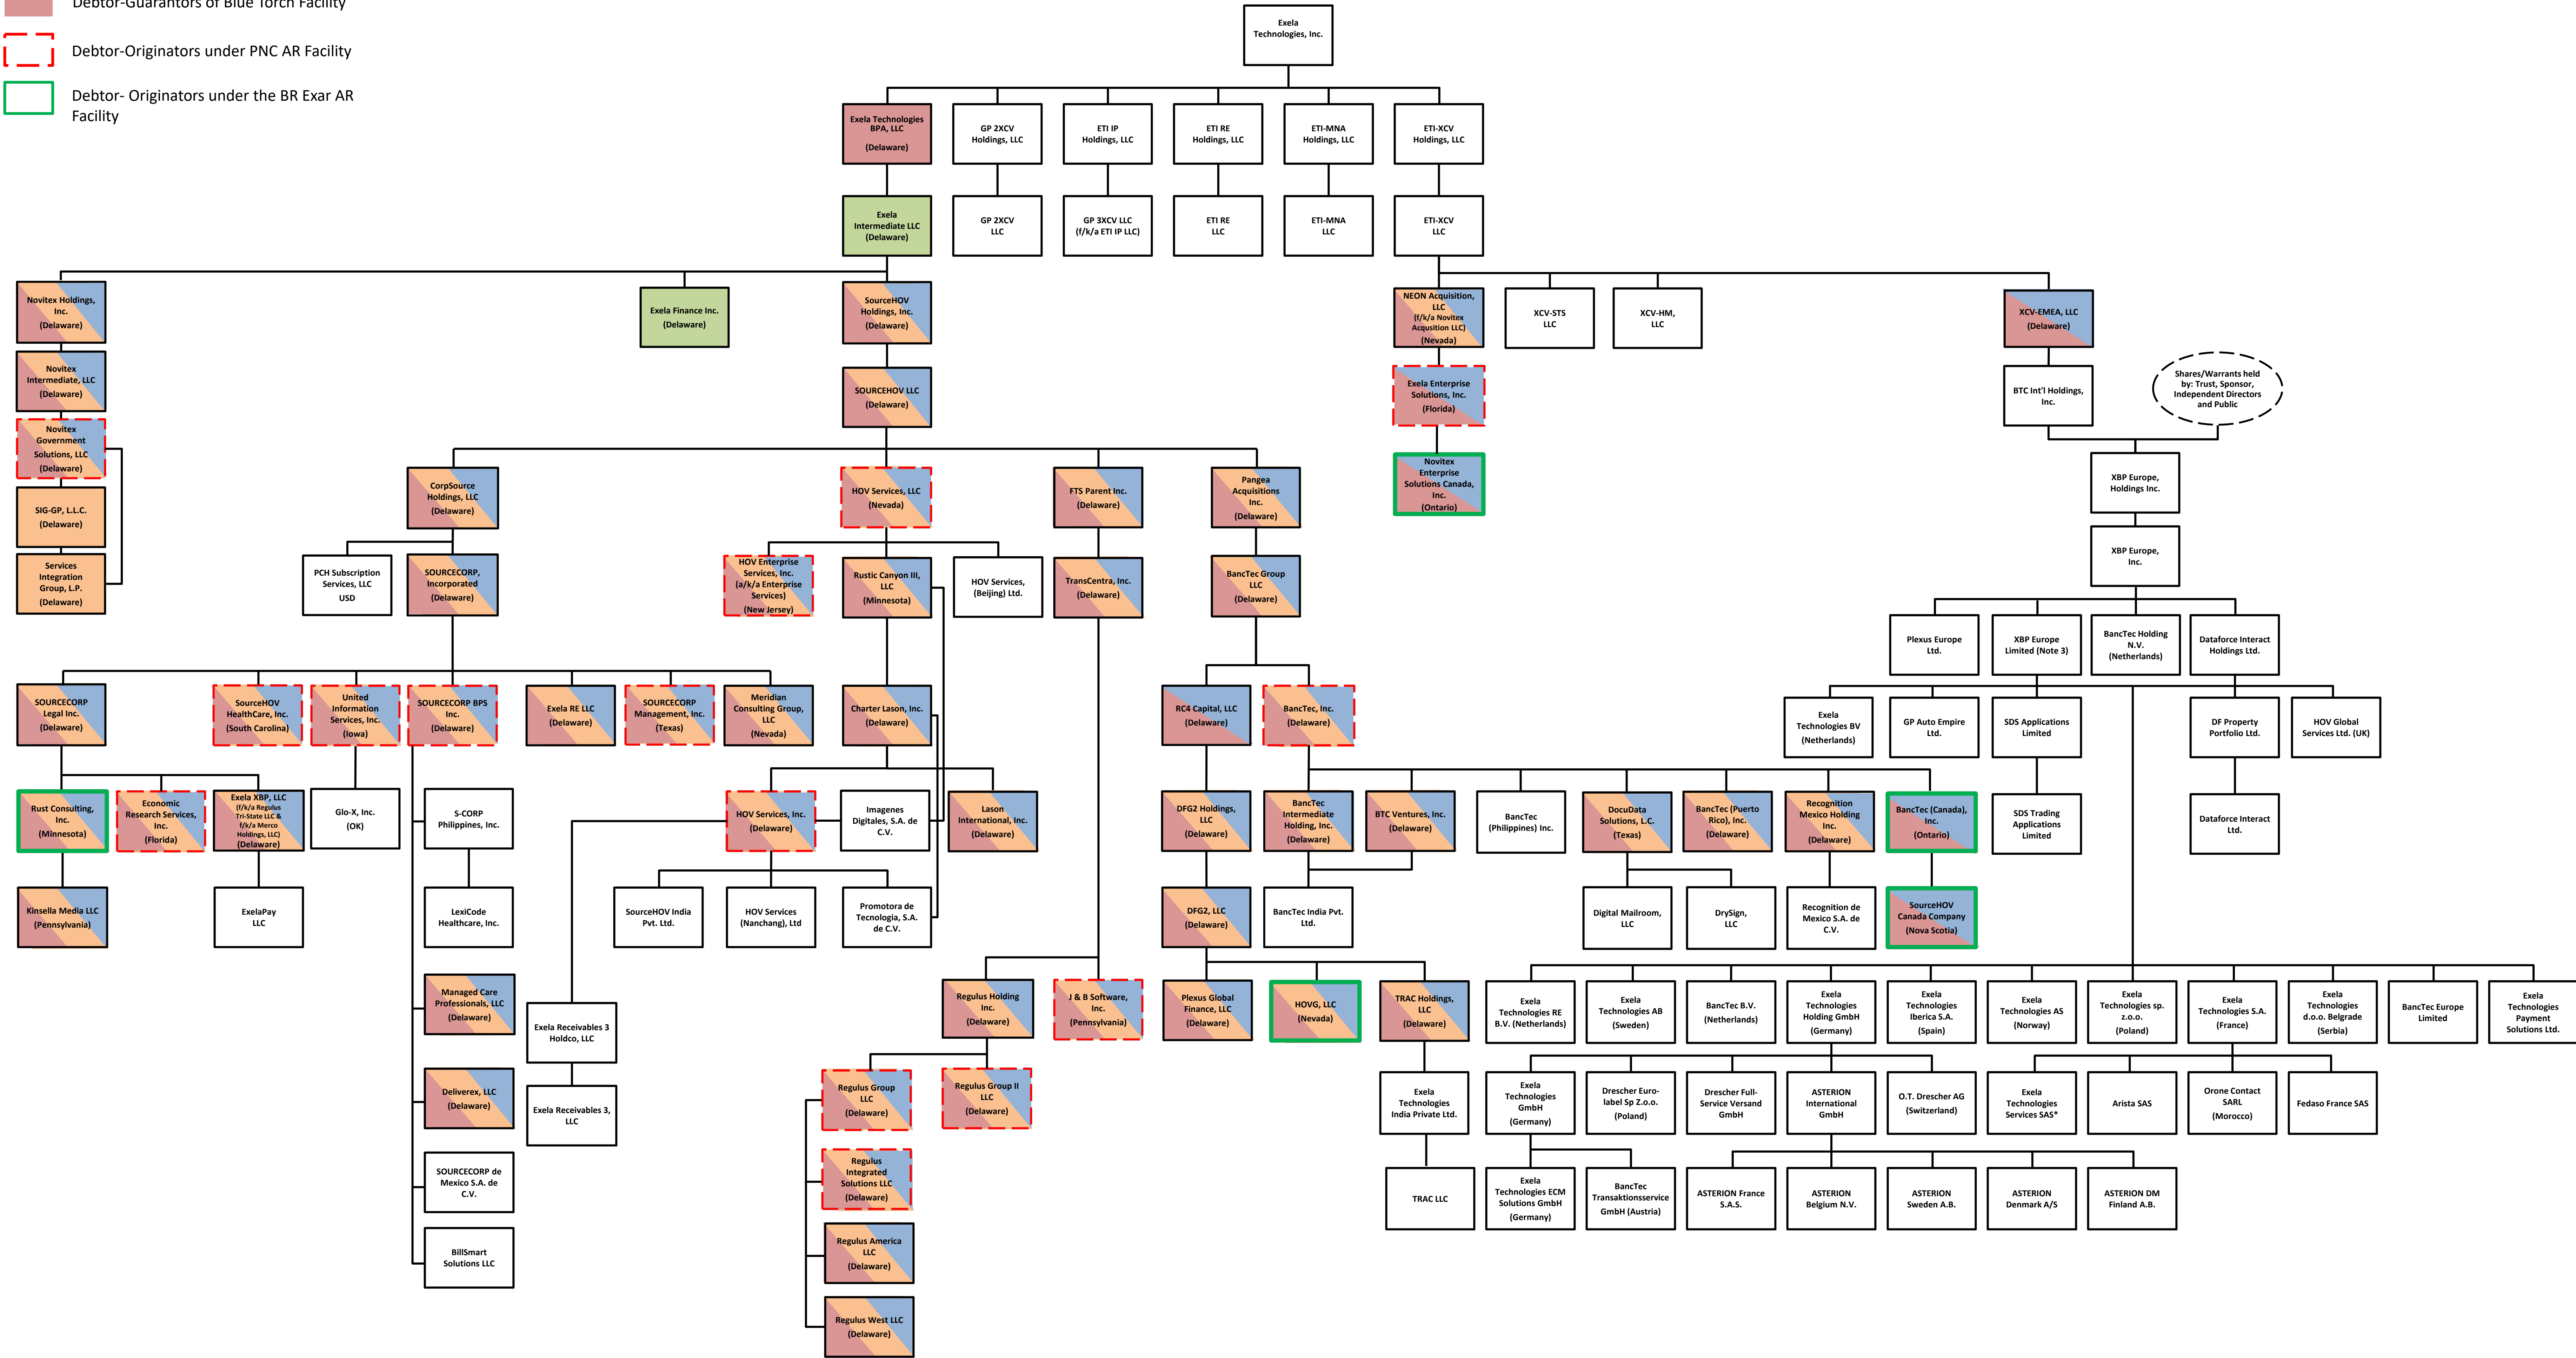 Debtor-Guarantors of Blue Torch Facility
Debtor-Originators under PNC AR Facility
Debtor- Originators under the BR Exar AR
Facility
Exela
Technologies, Inc.
Exela Technologies
BPA, LLC
(Delaware)
GP 2XCV
Holdings, LLC
ETI IP
Holdings, LLC
ETI RE
Holdings, LLC
ETI-MNA
Holdings, LLC
ETI-XCV
Holdings, LLC
Exela
Intermediate LLC
(Delaware)
GP 2XCV
LLC
GP 3XCV LLC
(f/k/a ETI IP LLC)
ETI RE
LLC
ETI-MNA
LLC
ETI-XCV
LLC
Novitex Holdings,
Inc.
(Delaware)
Exela Finance Inc.
(Delaware)
SourceHOV
Holdings, Inc.
(Delaware)
NEON Acquisition,
LLC
(f/k/a Novitex
Acqusition LLC)
(Nevada)
XCV-STS
LLC
XCV-HM,
LLC
XCV-EMEA, LLC
(Delaware)
Novitex
Intermediate, LLC
(Delaware)
SOURCEHOV LLC
(Delaware)
Exela Enterprise
Solutions, Inc.
(Florida)
BTC Int'l Holdings,
Inc.
Shares/Warrants held
by: Trust, Sponsor,
Independent Directors
and Public
Novitex
Government
Solutions, LLC
(Delaware)
CorpSource
Holdings, LLC
(Delaware)
HOV Services, LLC
(Nevada)
FTS Parent Inc.
(Delaware)
Pangea
Acquisitions
Inc.
(Delaware)
Novitex
Enterprise
Solutions Canada,
Inc.
(Ontario)
XBP Europe,
Holdings Inc.
SIG-GP, L.L.C.
(Delaware)
Services
Integration
Group, L.P.
(Delaware)
PCH Subscription
Services, LLC
USD
SOURCECORP,
Incorporated
(Delaware)
HOV Enterprise
Services, Inc.
(a/k/a Enterprise
Services)
(New Jersey)
Rustic Canyon III,
LLC
(Minnesota)
HOV Services,
(Beijing) Ltd.
TransCentra, Inc.
(Delaware)
BancTec Group
LLC
(Delaware)
XBP Europe,
Inc.
Plexus Europe
Ltd.
XBP Europe
Limited (Note 3)
BancTec Holding
N.V.
(Netherlands)
Dataforce Interact
Holdings Ltd.
SOURCECORP
Legal Inc.
(Delaware)
SourceHOV
HealthCare, Inc.
(South Carolina)
United
Information
Services, Inc.
(Iowa)
SOURCECORP BPS
Inc.
(Delaware)
Exela RE LLC
(Delaware)
SOURCECORP
Management, Inc.
(Texas)
Meridian
Consulting Group,
LLC
(Nevada)
Charter Lason, Inc.
(Delaware)
RC4 Capital, LLC
(Delaware)
BancTec, Inc.
(Delaware)
Exela
Technologies BV
(Netherlands)
GP Auto Empire
Ltd.
SDS Applications
Limited
DF Property
Portfolio Ltd.
HOV Global
Services Ltd. (UK)
Rust Consulting,
Inc.
(Minnesota)
Economic
Research Services,
Inc.
(Florida)
Exela XBP, LLC
(f/k/a Regulus
Tri-State LLC &
f/k/a Merco
Holdings, LLC)
(Delaware)
Glo-X, Inc.
(OK)
S-CORP
Philippines, Inc.
HOV Services, Inc.
(Delaware)
Imagenes
Digitales, S.A. de
C.V.
Lason
International, Inc.
(Delaware)
DFG2 Holdings,
LLC
(Delaware)
BancTec
Intermediate
Holding, Inc.
(Delaware)
BTC Ventures, Inc.
(Delaware)
BancTec
(Philippines) Inc.
DocuData
Solutions, L.C.
(Texas)
BancTec (Puerto
Rico), Inc.
(Delaware)
Recognition
Mexico Holding
Inc.
(Delaware)
BancTec (Canada),
Inc.
(Ontario)
SDS Trading
Applications
Limited
Dataforce Interact
Ltd.
Kinsella Media LLC
(Pennsylvania)
ExelaPay
LLC
LexiCode
Healthcare, Inc.
SourceHOV India
Pvt. Ltd.
HOV Services
(Nanchang), Ltd
Promotora de
Tecnologia, S.A.
de C.V.
DFG2, LLC
(Delaware)
BancTec India Pvt.
Ltd.
Digital Mailroom,
LLC
DrySign,
LLC
Recognition de
Mexico S.A. de
C.V.
SourceHOV
Canada Company
(Nova Scotia)
Managed Care
Professionals, LLC
(Delaware)
Exela Receivables 3
Holdco, LLC
Regulus Holding
Inc.
(Delaware)
J & B Software,
Inc.
(Pennsylvania)
Plexus Global
Finance, LLC
(Delaware)
HOVG, LLC
(Nevada)
TRAC Holdings,
LLC
(Delaware)
Exela
Technologies RE
B.V. (Netherlands)
Exela
Technologies AB
(Sweden)
BancTec B.V.
(Netherlands)
Exela
Technologies
Holding GmbH
(Germany)
Exela
Technologies
Iberica S.A.
(Spain)
Exela
Technologies AS
(Norway)
Exela
Technologies sp.
z.o.o.
(Poland)
Exela
Technologies S.A.
(France)
Exela
Technologies
d.o.o. Belgrade
(Serbia)
BancTec Europe
Limited
Exela
Technologies
Payment
Solutions Ltd.
Deliverex, LLC
(Delaware)
Exela Receivables 3,
LLC
Regulus Group
LLC
(Delaware)
Regulus Group II
LLC
(Delaware)
Exela
Technologies
India Private Ltd.
Exela
Technologies
GmbH
(Germany)
Drescher Euro-
label Sp Z.o.o.
(Poland)
Drescher Full-
Service Versand
GmbH
ASTERION
International
GmbH
O.T. Drescher AG
(Switzerland)
Exela
Technologies
Services SAS*
Arista SAS
Orone Contact
SARL
(Morocco)
Fedaso France SAS
SOURCECORP de
Mexico S.A. de
C.V.
Regulus
Integrated
Solutions LLC
(Delaware)
TRAC LLC
Exela
Technologies ECM
Solutions GmbH
(Germany)
BancTec
Transaktionsservice
GmbH (Austria)
ASTERION France
S.A.S.
ASTERION
Belgium N.V.
ASTERION
Sweden A.B.
ASTERION
Denmark A/S
ASTERION DM
Finland A.B.
BillSmart
Solutions LLC
Regulus America
LLC
(Delaware)
Regulus West LLC
(Delaware)